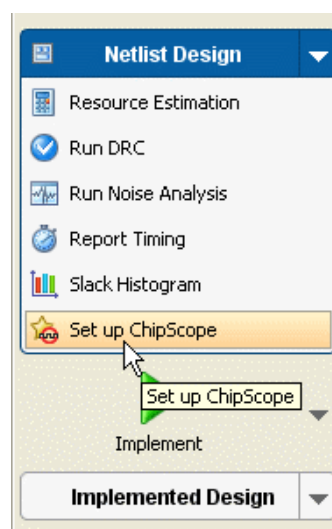 Netlist Design
Resource Estimation
Run DRC
Run Noise Analysis
Report Timing
Slack Histogram
Set up ChipScope
Set up ChipScope
Implement
Implemented Design